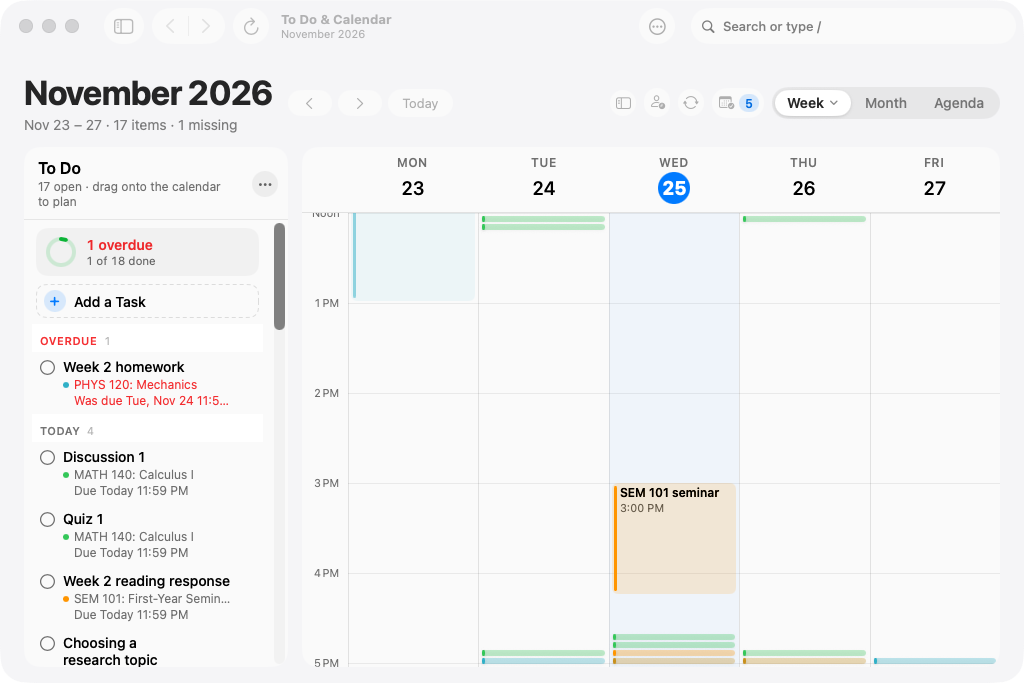 To Do & Calendar
November 2026
Search or type /
November 2026
Nov 23 – 27 · 17 items · 1 missing
Today
5
Week
Month
Agenda
To Do
17 open · drag onto the calendar
to plan
1 overdue
1 of 18 done
Add a Task
OVERDUE 1
Week 2 homework
PHYS 120: Mechanics
Was due Tue, Nov 24 11:5...
TODAY 4
Discussion 1
MATH 140: Calculus I
Due Today 11:59 PM
Quiz 1
MATH 140: Calculus I
Due Today 11:59 PM
Week 2 reading response
SEM 101: First-Year Semin...
Due Today 11:59 PM
Choosing a
research topic
MON
23
TUE
24
WED
25
THU
26
FRI
27
Noon
1 PM
2 PM
3 PM
SEM 101 seminar
3:00 PM
4 PM
5 PM